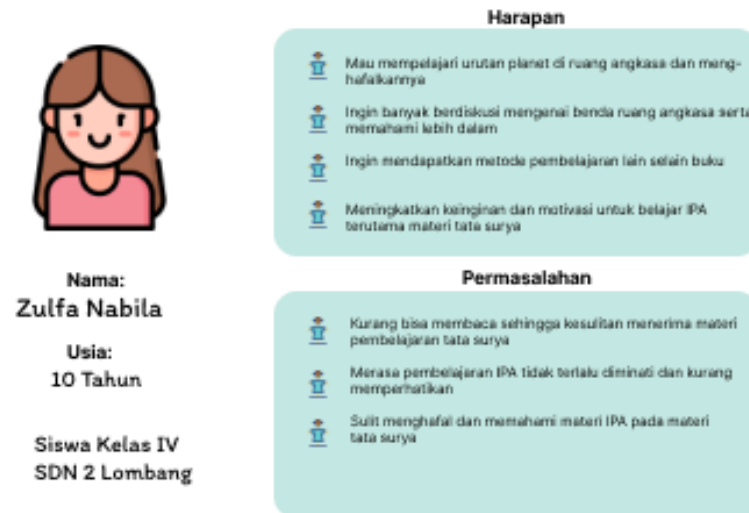 Harapan
Mau mempelajari urutan planet di ruang angkasa dan meng-
hafalkannya
Ingin banyak berdiskusi mengenai benda ruang angkasa serta
memahami lebih dalam
Ingin mendapatkan metode pembelajaran lain selain buku
Meningkatkan keinginan dan motivasi untuk belajar IPA
terutama materi tata surya
Nama:
Zulfa Nabila
Usia:
10 Tahun
Siswa Kelas IV
SDN 2 Lombang
Permasalahan
Kurang bisa membaca sehingga kesulitan menerima materi
pembelajaran tata surya
Merasa pembelajaran IPA tidak terlalu diminati dan kurang
memperhatikan
Sulit menghafal dan memahami materi IPA pada materi
tata surya